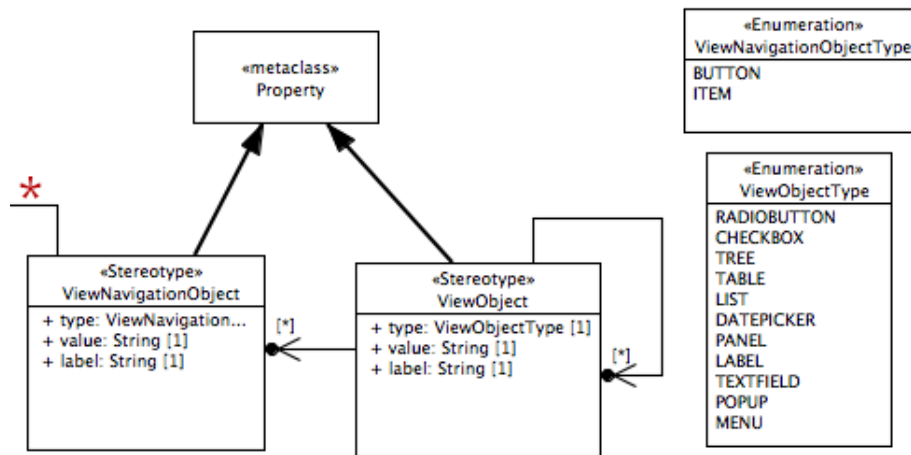 «metaclass»
Property
«Enumeration»
ViewNavigationObjectType
BUTTON
ITEM
«Enumeration»
ViewObjectType
RADIOBUTTON
CHECKBOX
TREE
TABLE
LIST
DATEPICKER
PANEL
LABEL
TEXTFIELD
POPUP
MENU
*
«Stereotype»
ViewNavigationObject
+ type: ViewNavigation...
+ value: String [1]
+ label: String [1]
[*]
«Stereotype»
ViewObject
+ type: ViewObjectType [1]
+ value: String [1]
+ label: String [1]
[*]